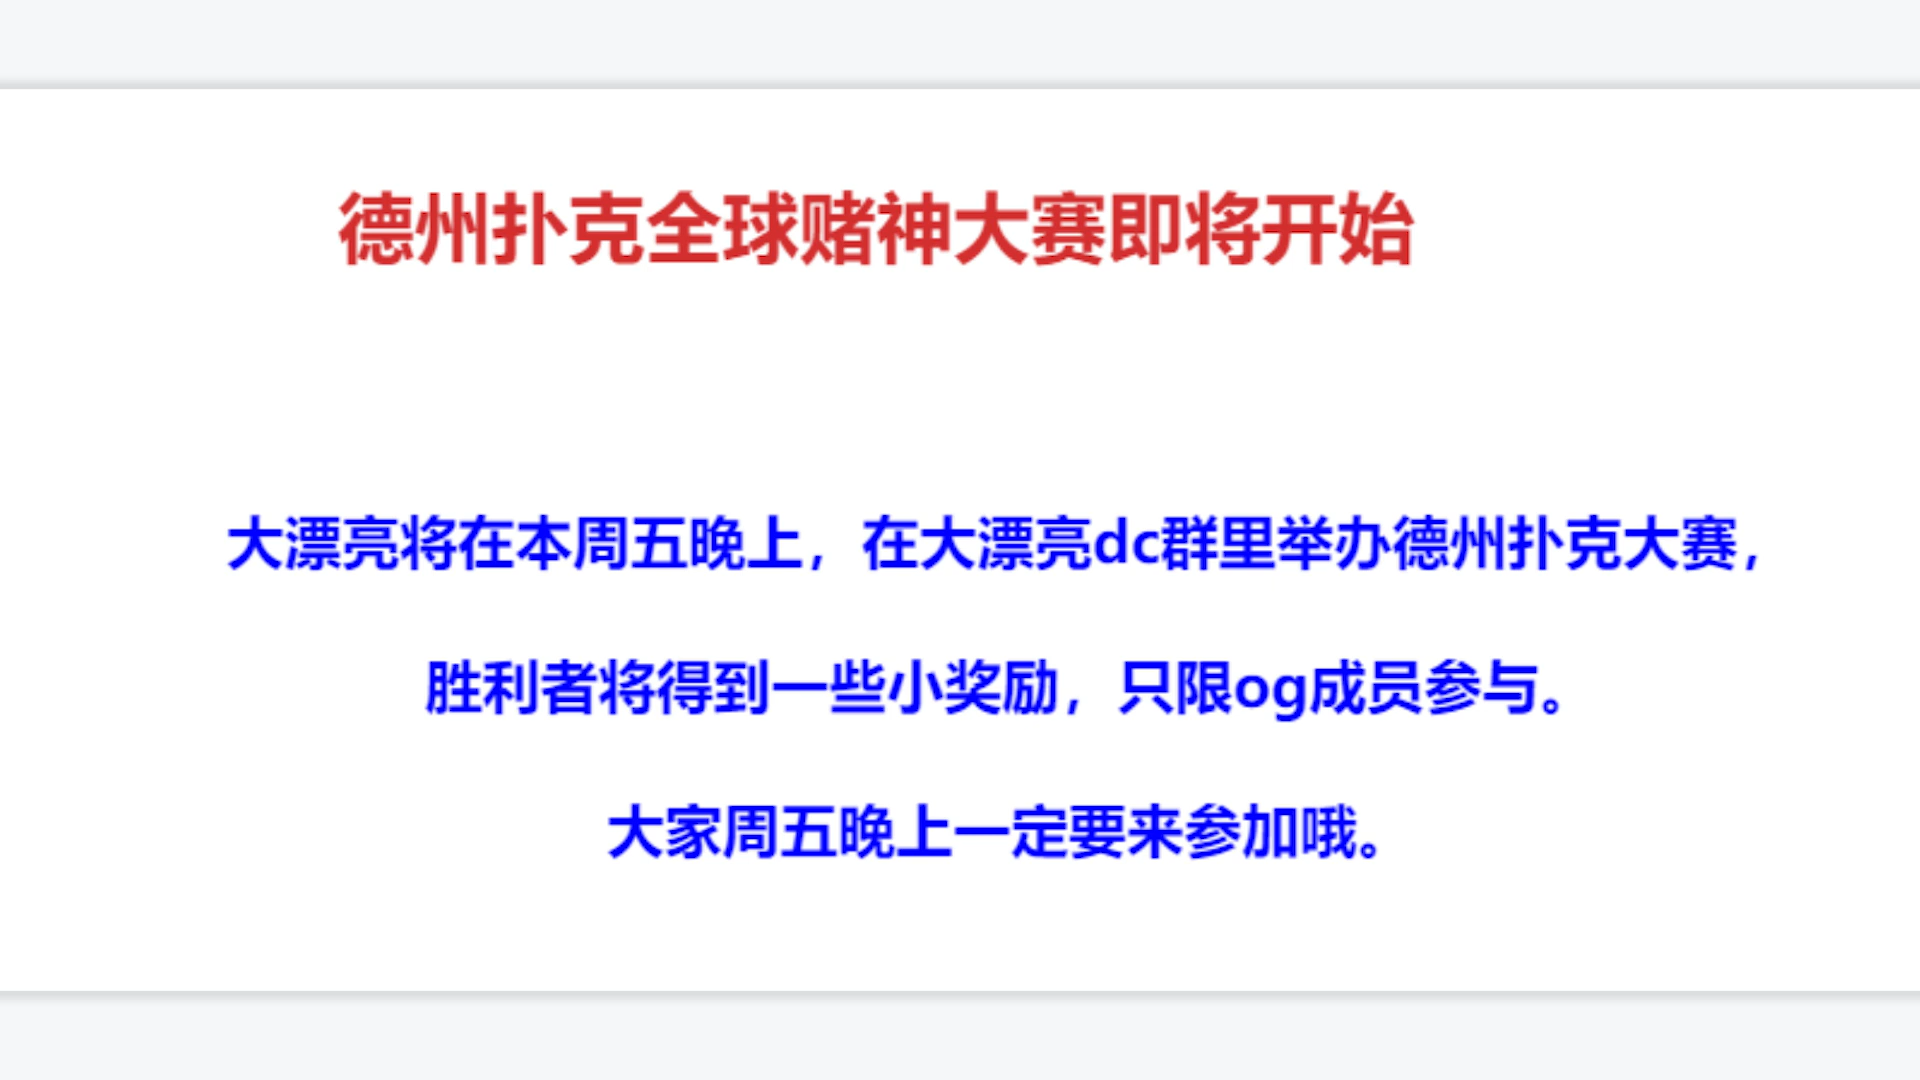 德州扑克全球赌神大赛即将开始
大漂亮将在本周五晚上，在大漂亮dc群里举办德州扑克大赛，
胜利者将得到一些小奖励，只限og成员参与。
大家周五晚上一定要来参加哦。